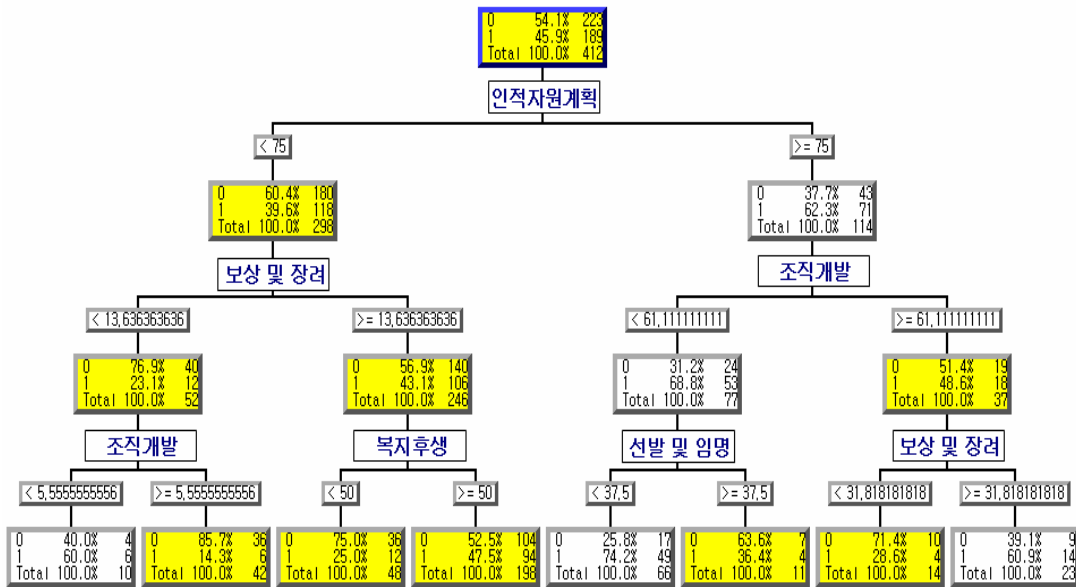 0 54.1% 223
1 45.9% 189
Total 100.0% 412
인적자원계획
< 75
>= 75
0 60.4% 180
1 39.6% 118
Total 100.0% 298
0 37.7% 43
1 62.3% 71
Total 100.0% 114
보상 및 장려
조직개발
< 13,636363636
>= 13,636363636
< 61,111111111
>= 61,111111111
0 76.9% 40
1 23.1% 12
Total 100.0% 52
0 56.9% 140
1 43.1% 106
Total 100.0% 246
0 31.2% 24
1 68.8% 53
Total 100.0% 77
0 51.4% 19
1 48.6% 18
Total 100.0% 37
조직개발
복지후생
선발 및 임명
보상 및 장려
< 5,5555555556
>= 5,5555555556
< 50
>= 50
< 37,5
>= 37,5
< 31,818181818
>= 31,818181818
0 40.0% 4
1 60.0% 6
Total 100.0% 10
0 85.7% 36
1 14.3% 6
Total 100.0% 42
0 75.0% 36
1 25.0% 12
Total 100.0% 48
0 52.5% 104
1 47.5% 94
Total 100.0% 198
0 25.8% 17
1 74.2% 49
Total 100.0% 66
0 63.6% 7
1 36.4% 4
Total 100.0% 11
0 71.4% 10
1 28.6% 4
Total 100.0% 14
0 39.1% 9
1 60.9% 14
Total 100.0% 23